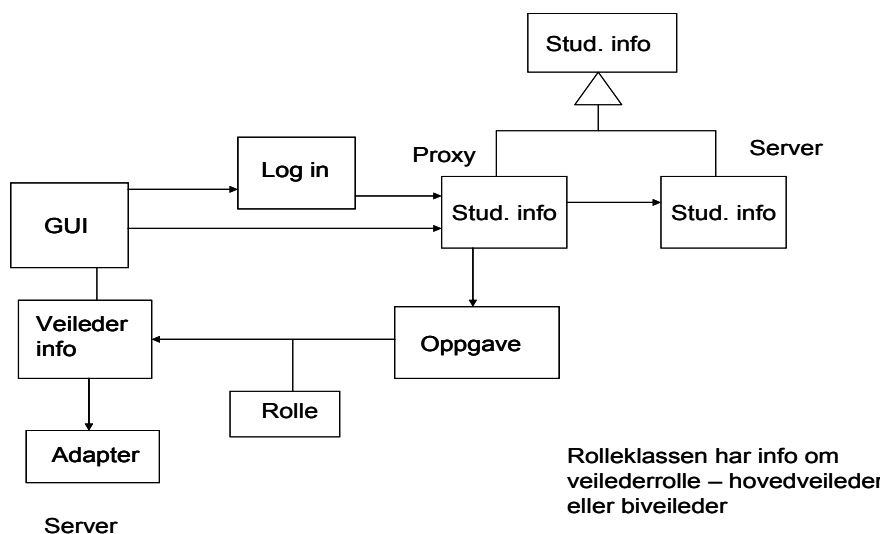 Stud. info
Proxy
Server
Log in
GUI
Stud. info
Stud. info
Veileder
info
Oppgave
Rolle
Adapter
Rolleklassen har info om
veilederrolle – hovedveileder
eller biveileder
Server